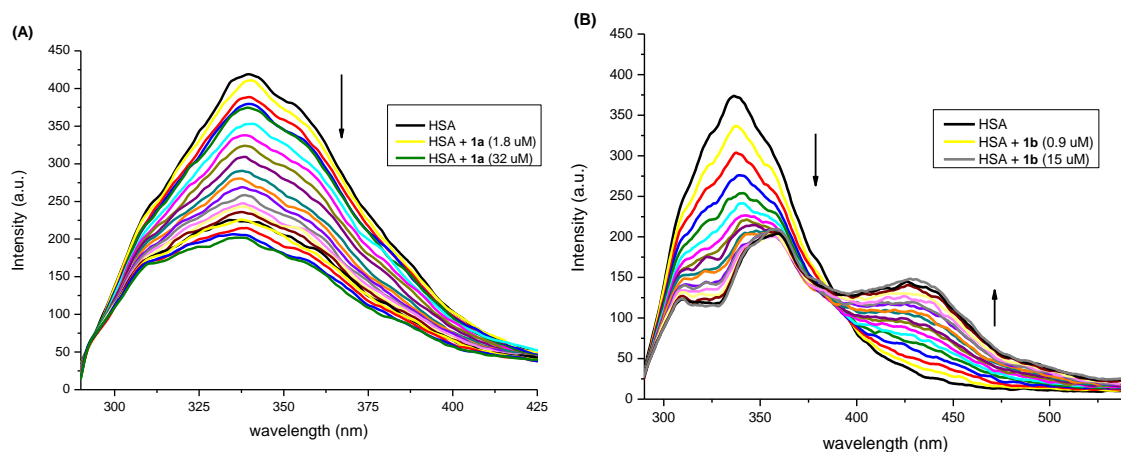 (A)
450
400
350
300
250
200
150
100
50
0
Intensity (a.u.)
300
325
350
375
400
425
wavelength (nm)
HSA
HSA + 1a (1.8 uM)
HSA + 1a (32 uM)
(B)
450
400
350
300
250
200
150
100
50
0
Intensity (a.u.)
300
350
400
450
500
wavelength (nm)
HSA
HSA + 1b (0.9 uM)
HSA + 1b (15 uM)